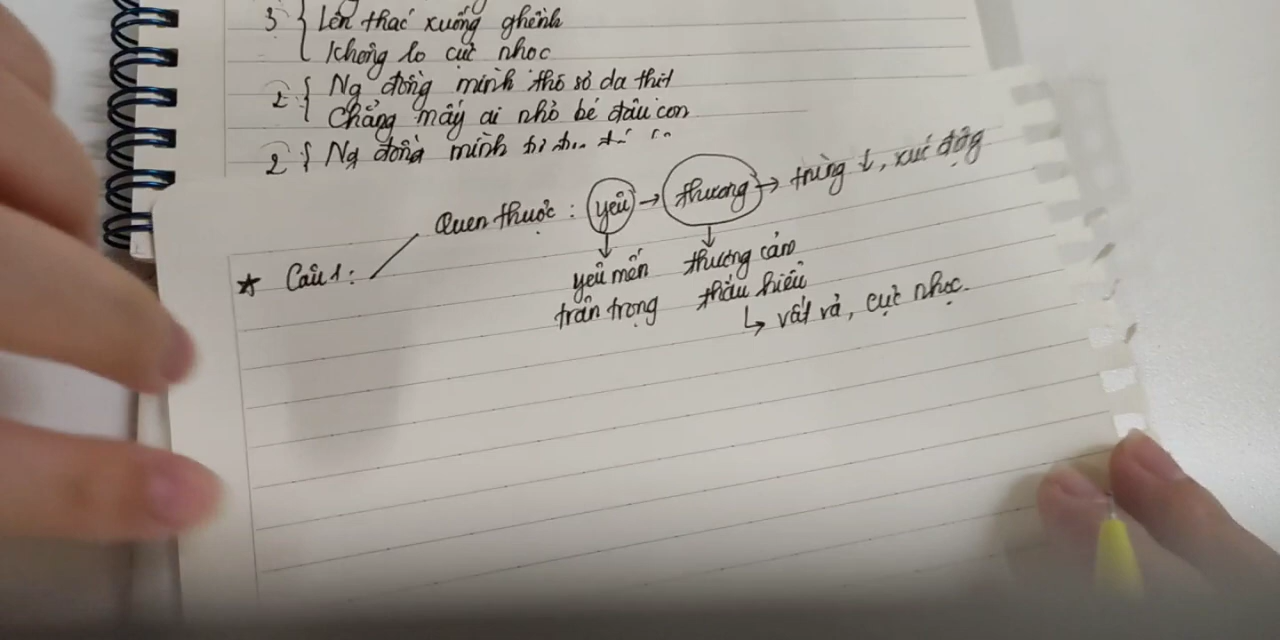 3 { Lên thác xuống ghềnh
Không lo cực nhọc
2 { Ng đồng mình thô sơ da thịt
Chẳng mấy ai nhỏ bé đâu con
2 { Ng đồng mình
Quen thuộc : yêu → thương → trùng ↓, xúc động
* Câu 1:
yêu mến thương cảm
trân trọng thấu hiểu
↳ vất vả, cực nhọc.